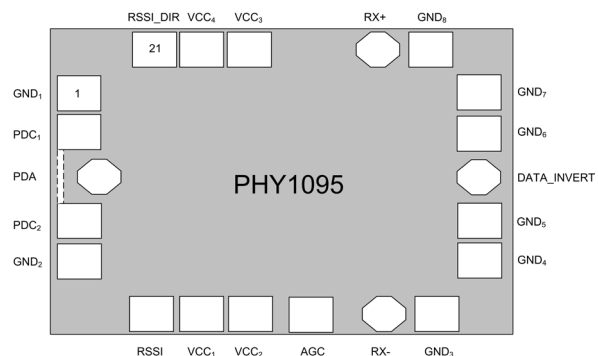 RSSI_DIR VCC₄ VCC₃ RX+ GND₈
21
GND₁ 1 GND₇
PDC₁ GND₆
PDA PHY1095 DATA_INVERT
PDC₂ GND₅
GND₂ GND₄
RSSI VCC₁ VCC₂ AGC RX- GND₃